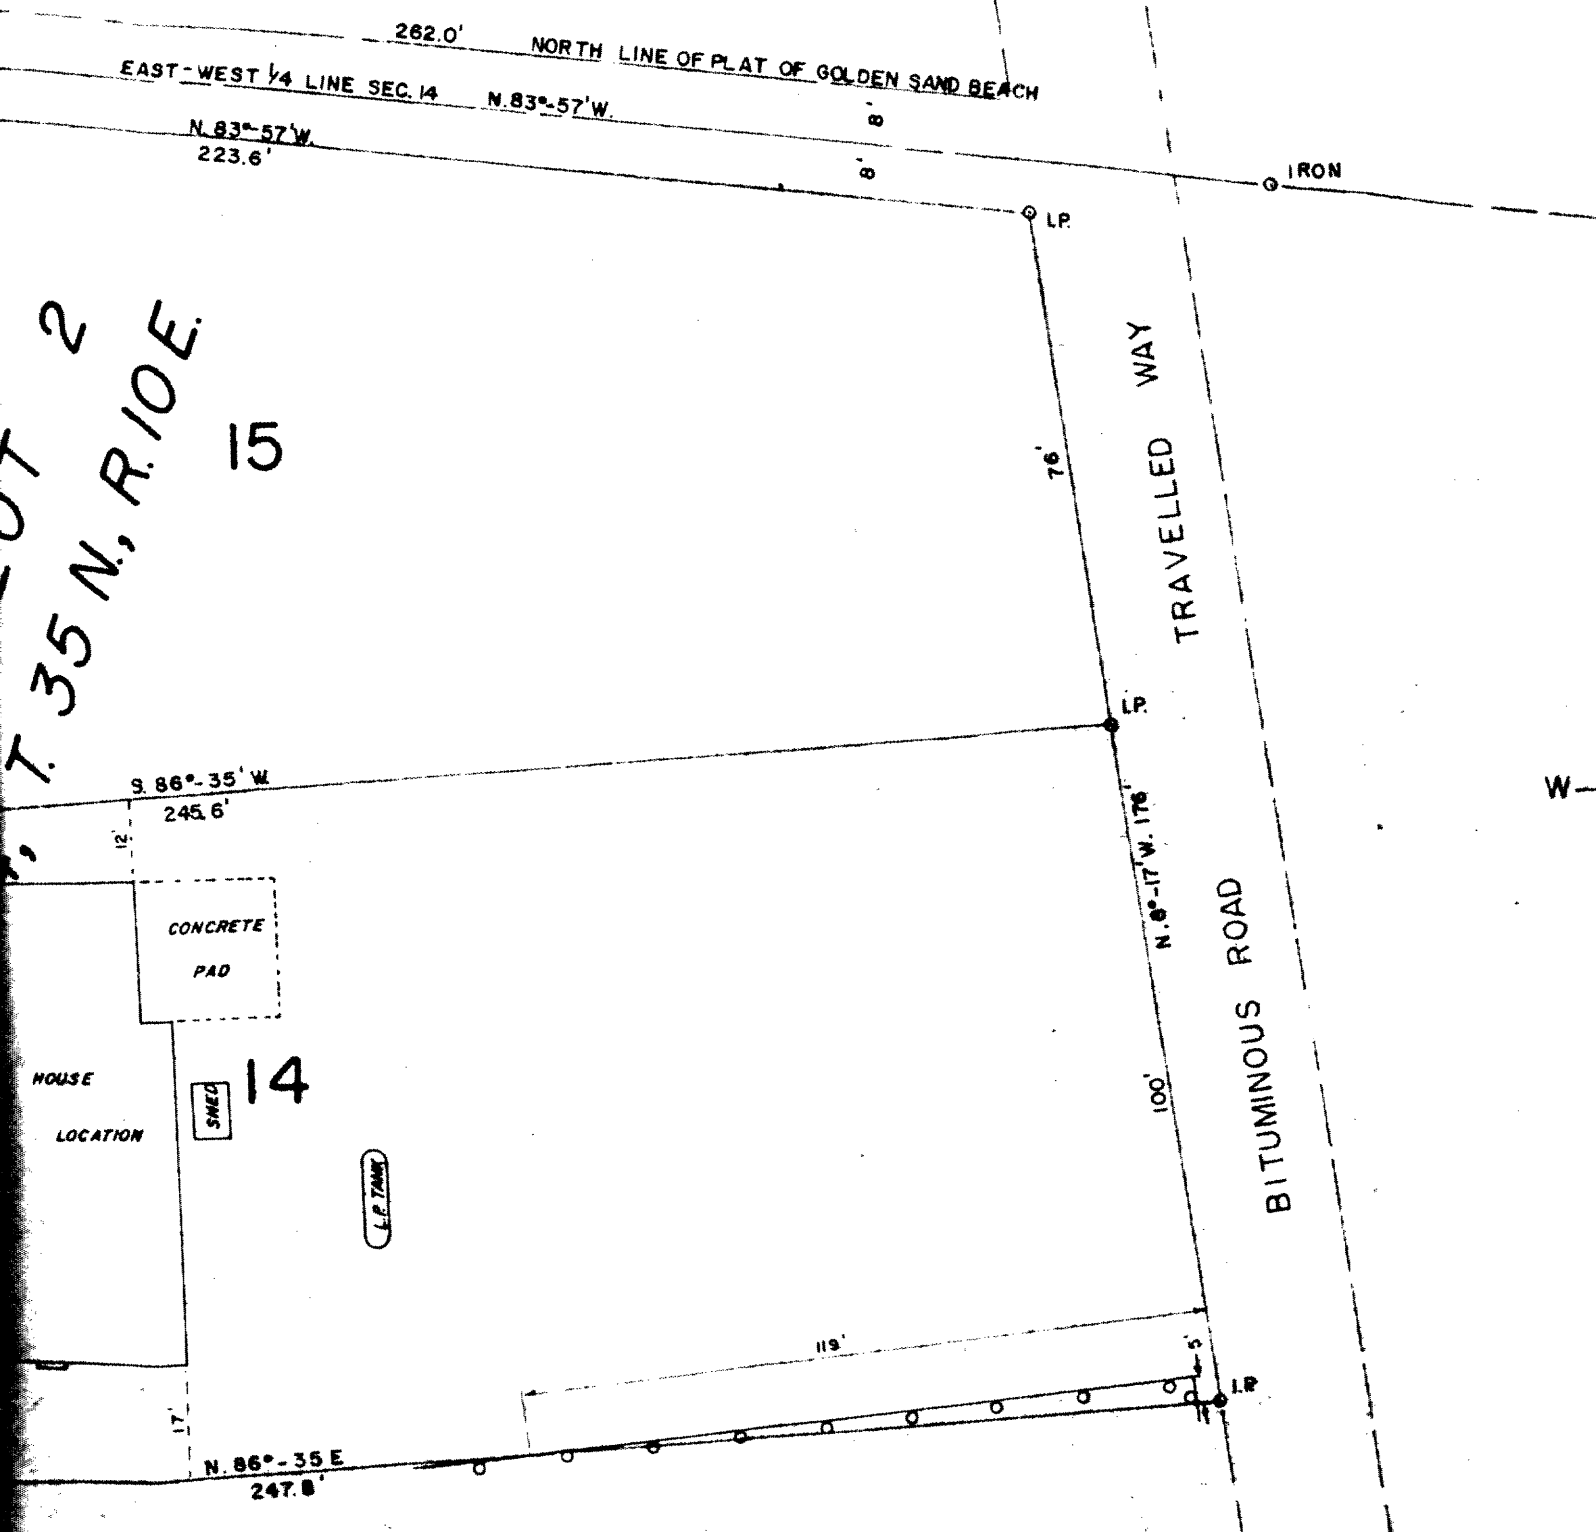 262.0'
NORTH LINE OF PLAT OF GOLDEN SAND BEACH
EAST-WEST 1/4 LINE SEC. 14 N.83°-57'W.
8'
N.83°-57'W.
223.6'
8'
IRON
I.P.
2
T. 35 N., R. 10 E.
15
76'
TRAVELLED WAY
I.P.
S. 86°-35' W.
245.6'
12'
N. 8°-17' W. 176'
W
CONCRETE
PAD
BITUMINOUS ROAD
HOUSE
LOCATION
SHED
14
100'
L.P. TANK
119'
5'
I.P.
17'
N. 86°-35 E
247.8'